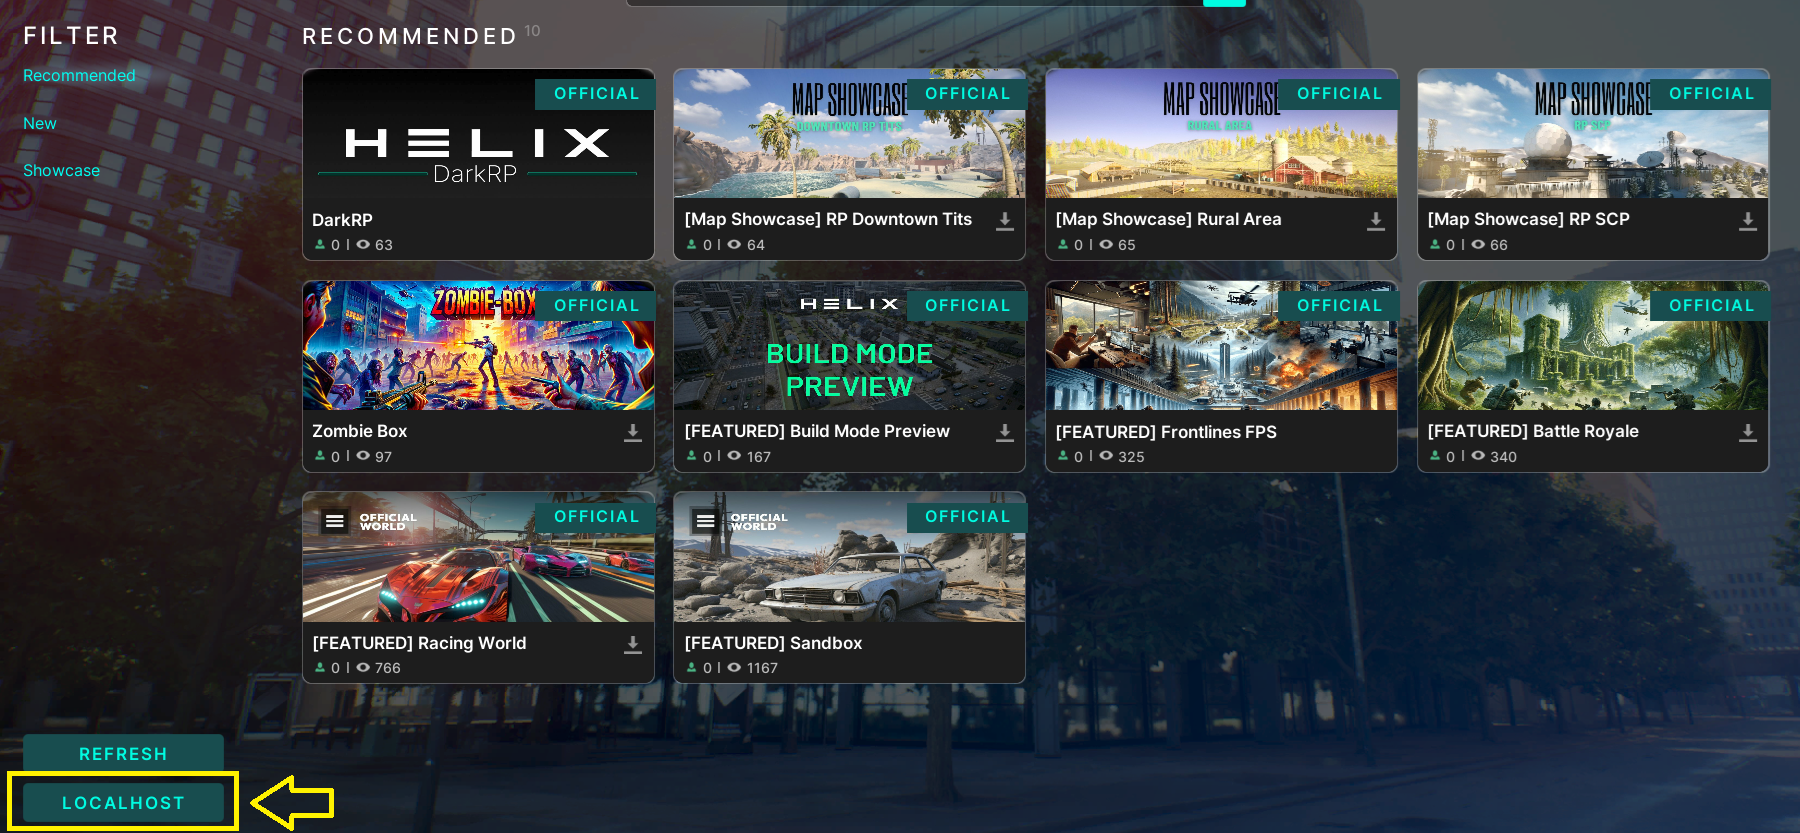 FILTER
Recommended
New
Showcase
RECOMMENDED 10
OFFICIAL
HELIX
DarkRP
DarkRP
0 | 63
MAP SHOWCASE
OFFICIAL
DOWNTOWN RP TITS
[Map Showcase] RP Downtown Tits
0 | 64
MAP SHOWCASE
OFFICIAL
RURAL AREA
[Map Showcase] Rural Area
0 | 65
MAP SHOWCASE
OFFICIAL
RP SCP
[Map Showcase] RP SCP
0 | 66
ZOMBIE-BOX
OFFICIAL
Zombie Box
0 | 97
HELIX
OFFICIAL
BUILD MODE
PREVIEW
[FEATURED] Build Mode Preview
0 | 167
OFFICIAL
[FEATURED] Frontlines FPS
0 | 325
OFFICIAL
[FEATURED] Battle Royale
0 | 340
OFFICIAL
WORLD
OFFICIAL
[FEATURED] Racing World
0 | 766
OFFICIAL
WORLD
OFFICIAL
[FEATURED] Sandbox
0 | 1167
REFRESH
LOCALHOST